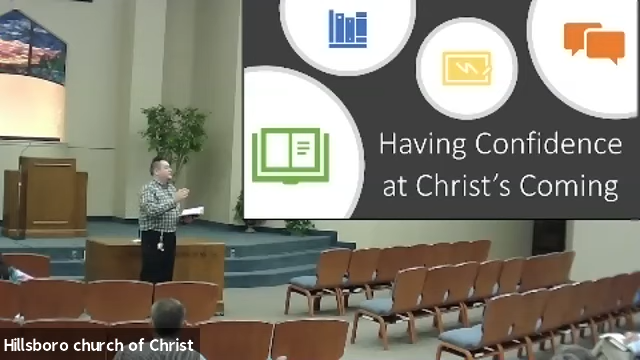 Having Confidence
at Christ's Coming
Hillsboro church of Christ